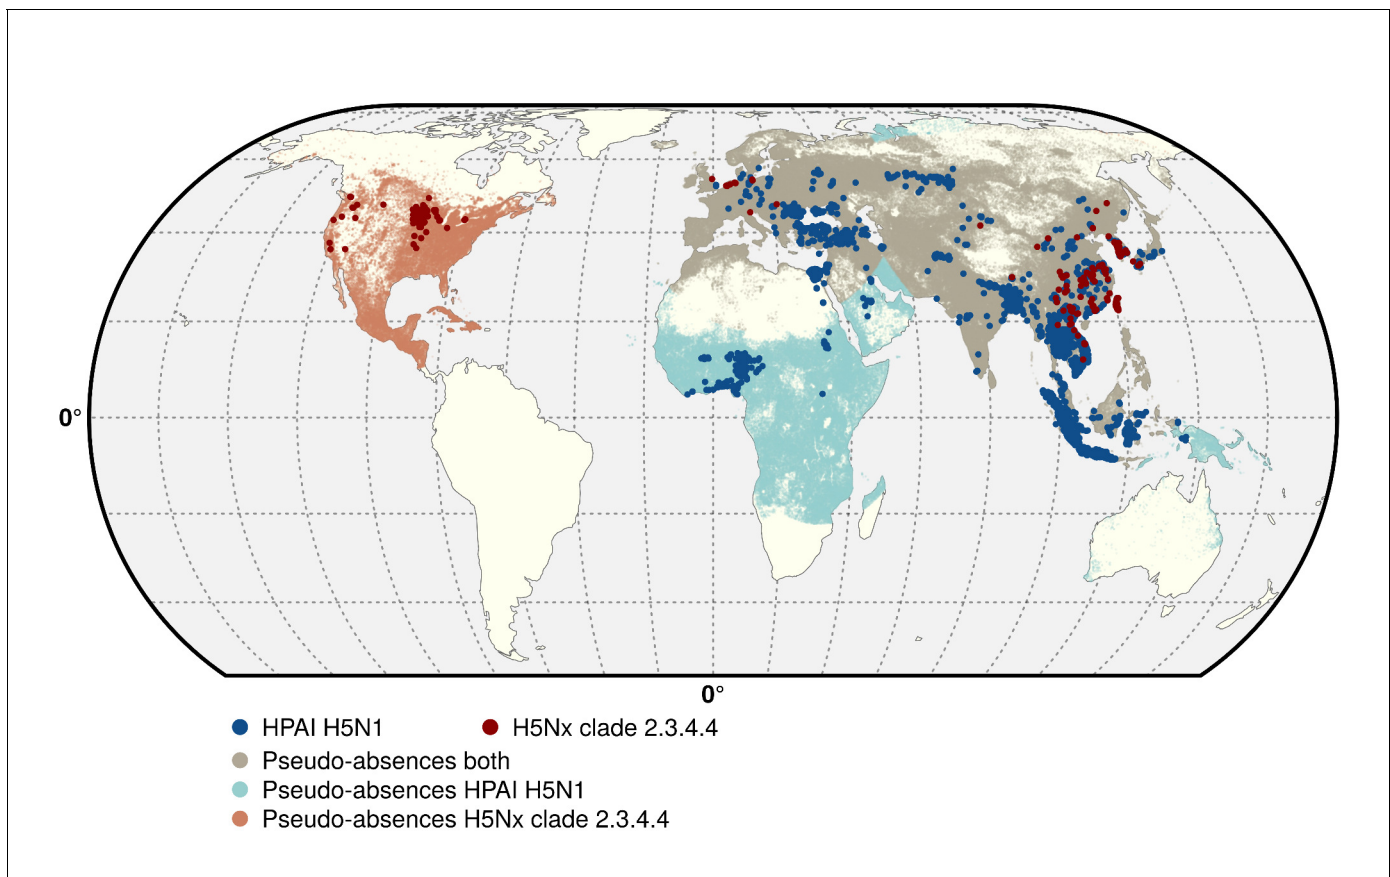 0°
0°
HPAI H5N1
H5Nx clade 2.3.4.4
Pseudo-absences both
Pseudo-absences HPAI H5N1
Pseudo-absences H5Nx clade 2.3.4.4